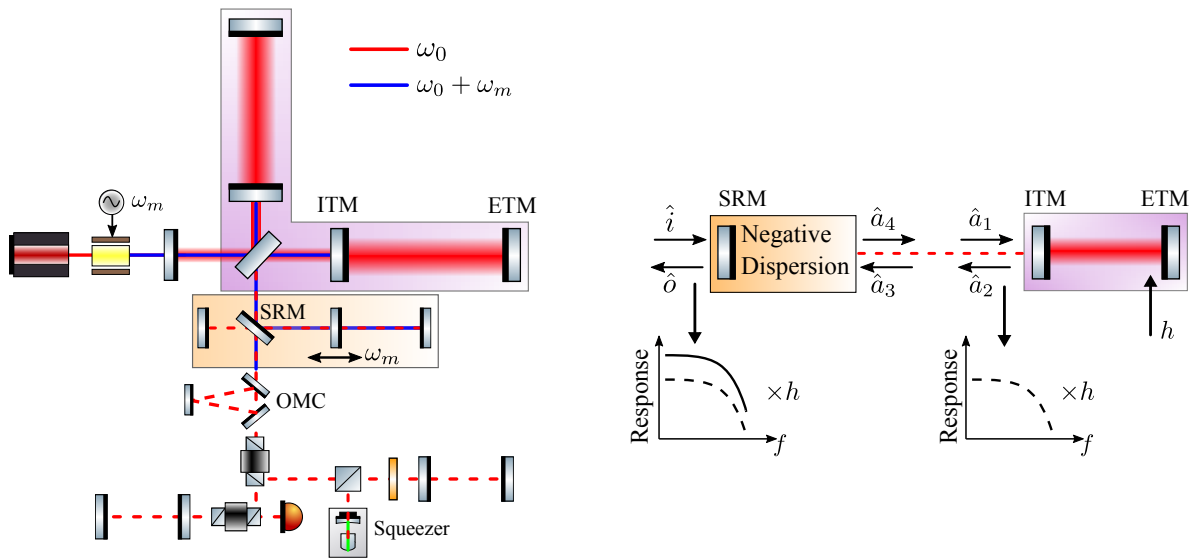 ω₀
ω₀ + ωₘ
ωₘ
ITM
ETM
SRM
ωₘ
OMC
Squeezer
SRM
ITM
ETM
î
â₄
â₁
Negative
Dispersion
ô
â₃
â₂
h
Response
×h
f
Response
×h
f